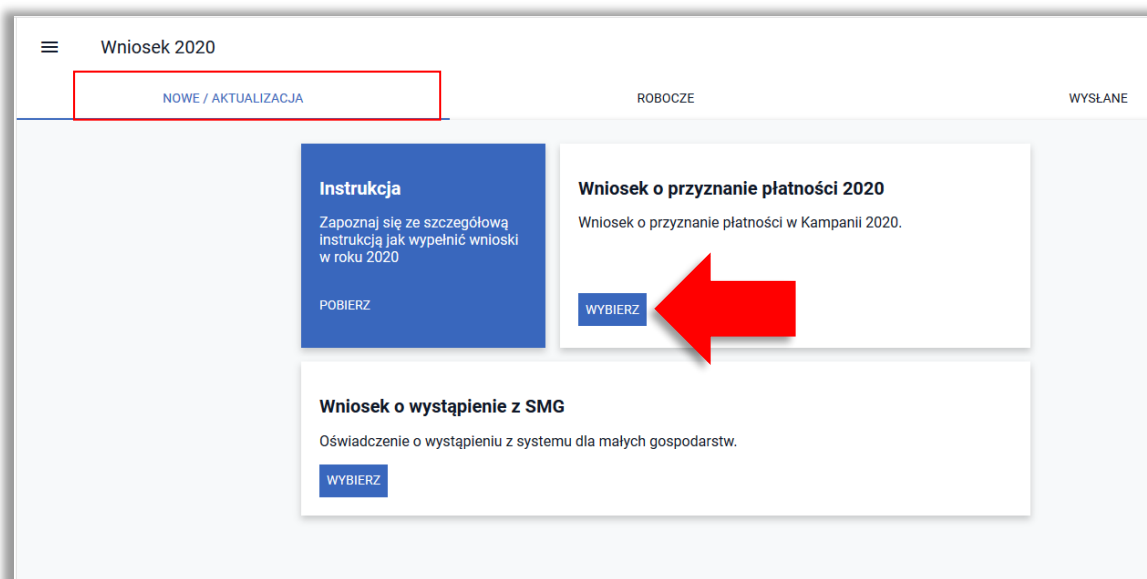 Wniosek 2020
NOWE / AKTUALIZACJA
ROBOCZE
WYSŁANE
Instrukcja
Zapoznaj się ze szczegółową
instrukcją jak wypełnić wnioski
w roku 2020
POBIERZ
Wniosek o przyznanie płatności 2020
Wniosek o przyznanie płatności w Kampanii 2020.
WYBIERZ
Wniosek o wystąpienie z SMG
Oświadczenie o wystąpieniu z systemu dla małych gospodarstw.
WYBIERZ